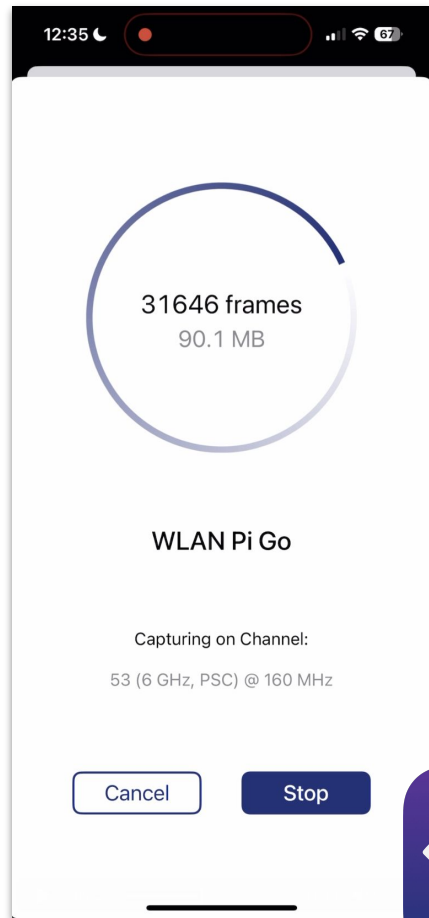 12:35
67
31646 frames
90.1 MB
WLAN Pi Go
Capturing on Channel:
53 (6 GHz, PSC) @ 160 MHz
Cancel
Stop